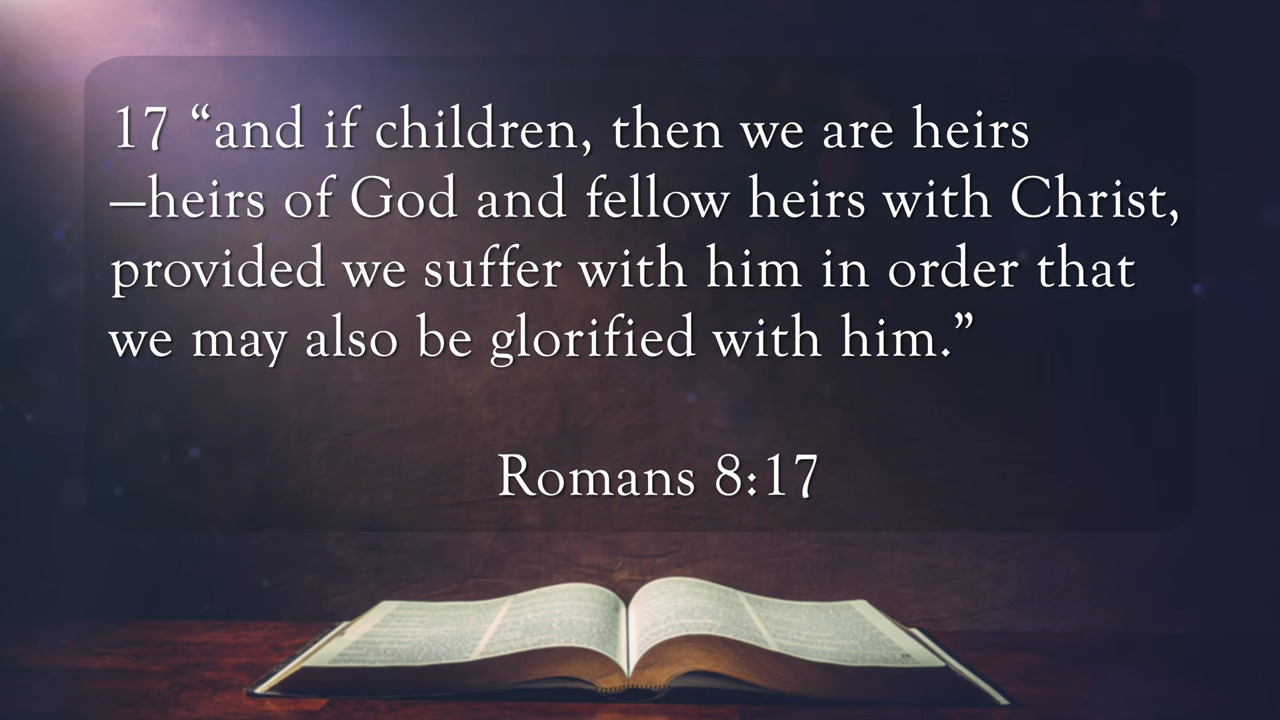 17 “and if children, then we are heirs
—heirs of God and fellow heirs with Christ,
provided we suffer with him in order that
we may also be glorified with him.”
Romans 8:17